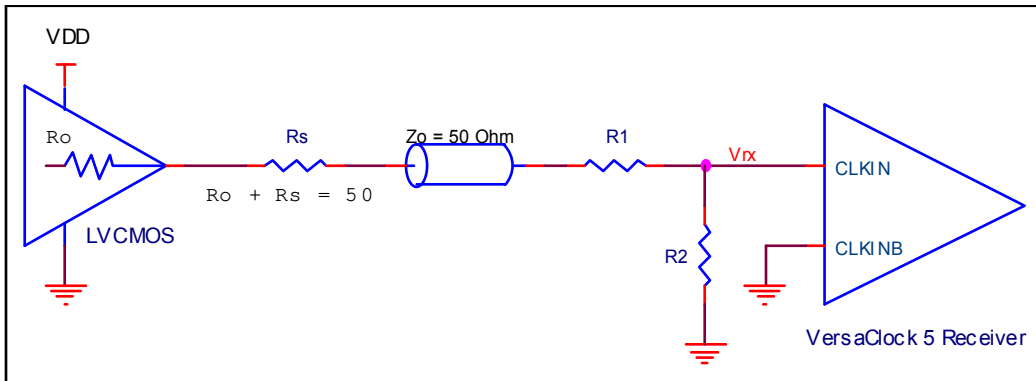 VDD
Ro
Rs
Zo = 50 Ohm
R1
Vrx
CLKIN
Ro + Rs = 50
LVCMOS
R2
CLKINB
VersaClock 5 Receiver